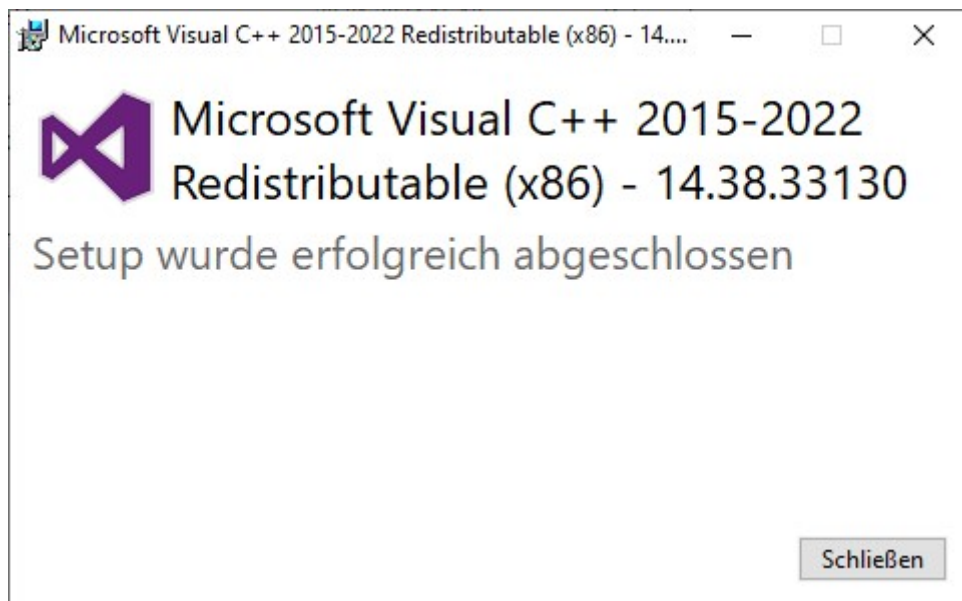 Microsoft Visual C++ 2015-2022 Redistributable (x86) - 14....
Microsoft Visual C++ 2015-2022
Redistributable (x86) - 14.38.33130
Setup wurde erfolgreich abgeschlossen
Schließen